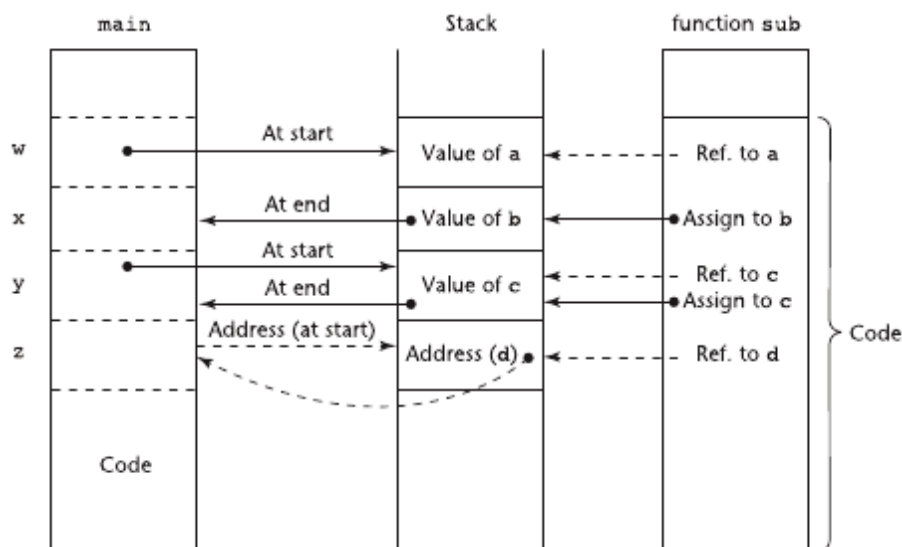 main Stack function sub
w At start Value of a Ref. to a
x At end Value of b Assign to b
At start Ref. to c
y At end Value of c Assign to c
Address (at start)
z Address (d) Ref. to d
Code
Code